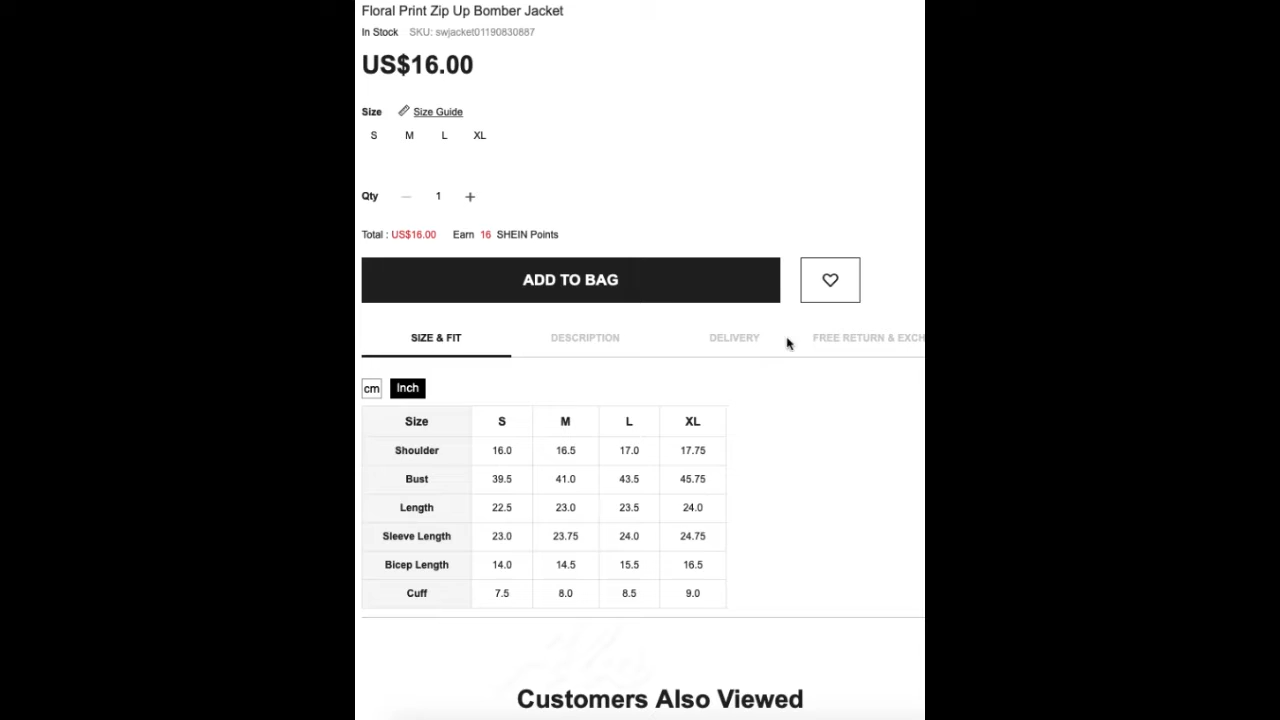 Floral Print Zip Up Bomber Jacket
In Stock SKU: swjacket01190830887
US$16.00
Size Size Guide
S M L XL
Qty — 1 +
Total : US$16.00 Earn 16 SHEIN Points
ADD TO BAG
SIZE & FIT DESCRIPTION DELIVERY FREE RETURN & EXCH
cm Inch
Size S M L XL
Shoulder 16.0 16.5 17.0 17.75
Bust 39.5 41.0 43.5 45.75
Length 22.5 23.0 23.5 24.0
Sleeve Length 23.0 23.75 24.0 24.75
Bicep Length 14.0 14.5 15.5 16.5
Cuff 7.5 8.0 8.5 9.0
Customers Also Viewed